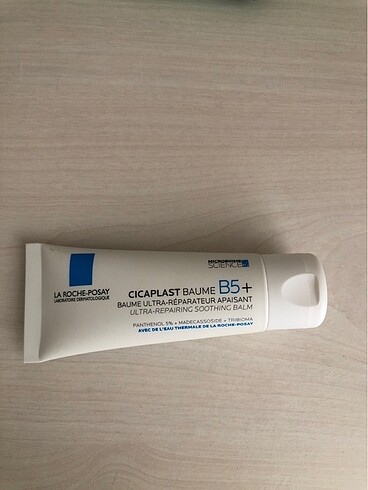 LA ROCHE-POSAY
LABORATOIRE DERMATOLOGIQUE
MICROBIOME
SCIENCE
CICAPLAST BAUME B5+
BAUME ULTRA-RÉPARATEUR APAISANT
ULTRA-REPAIRING SOOTHING BALM
PANTHENOL 5% + MADECASSOSIDE + TRIBIOMA
AVEC DE L'EAU THERMALE DE LA ROCHE-POSAY